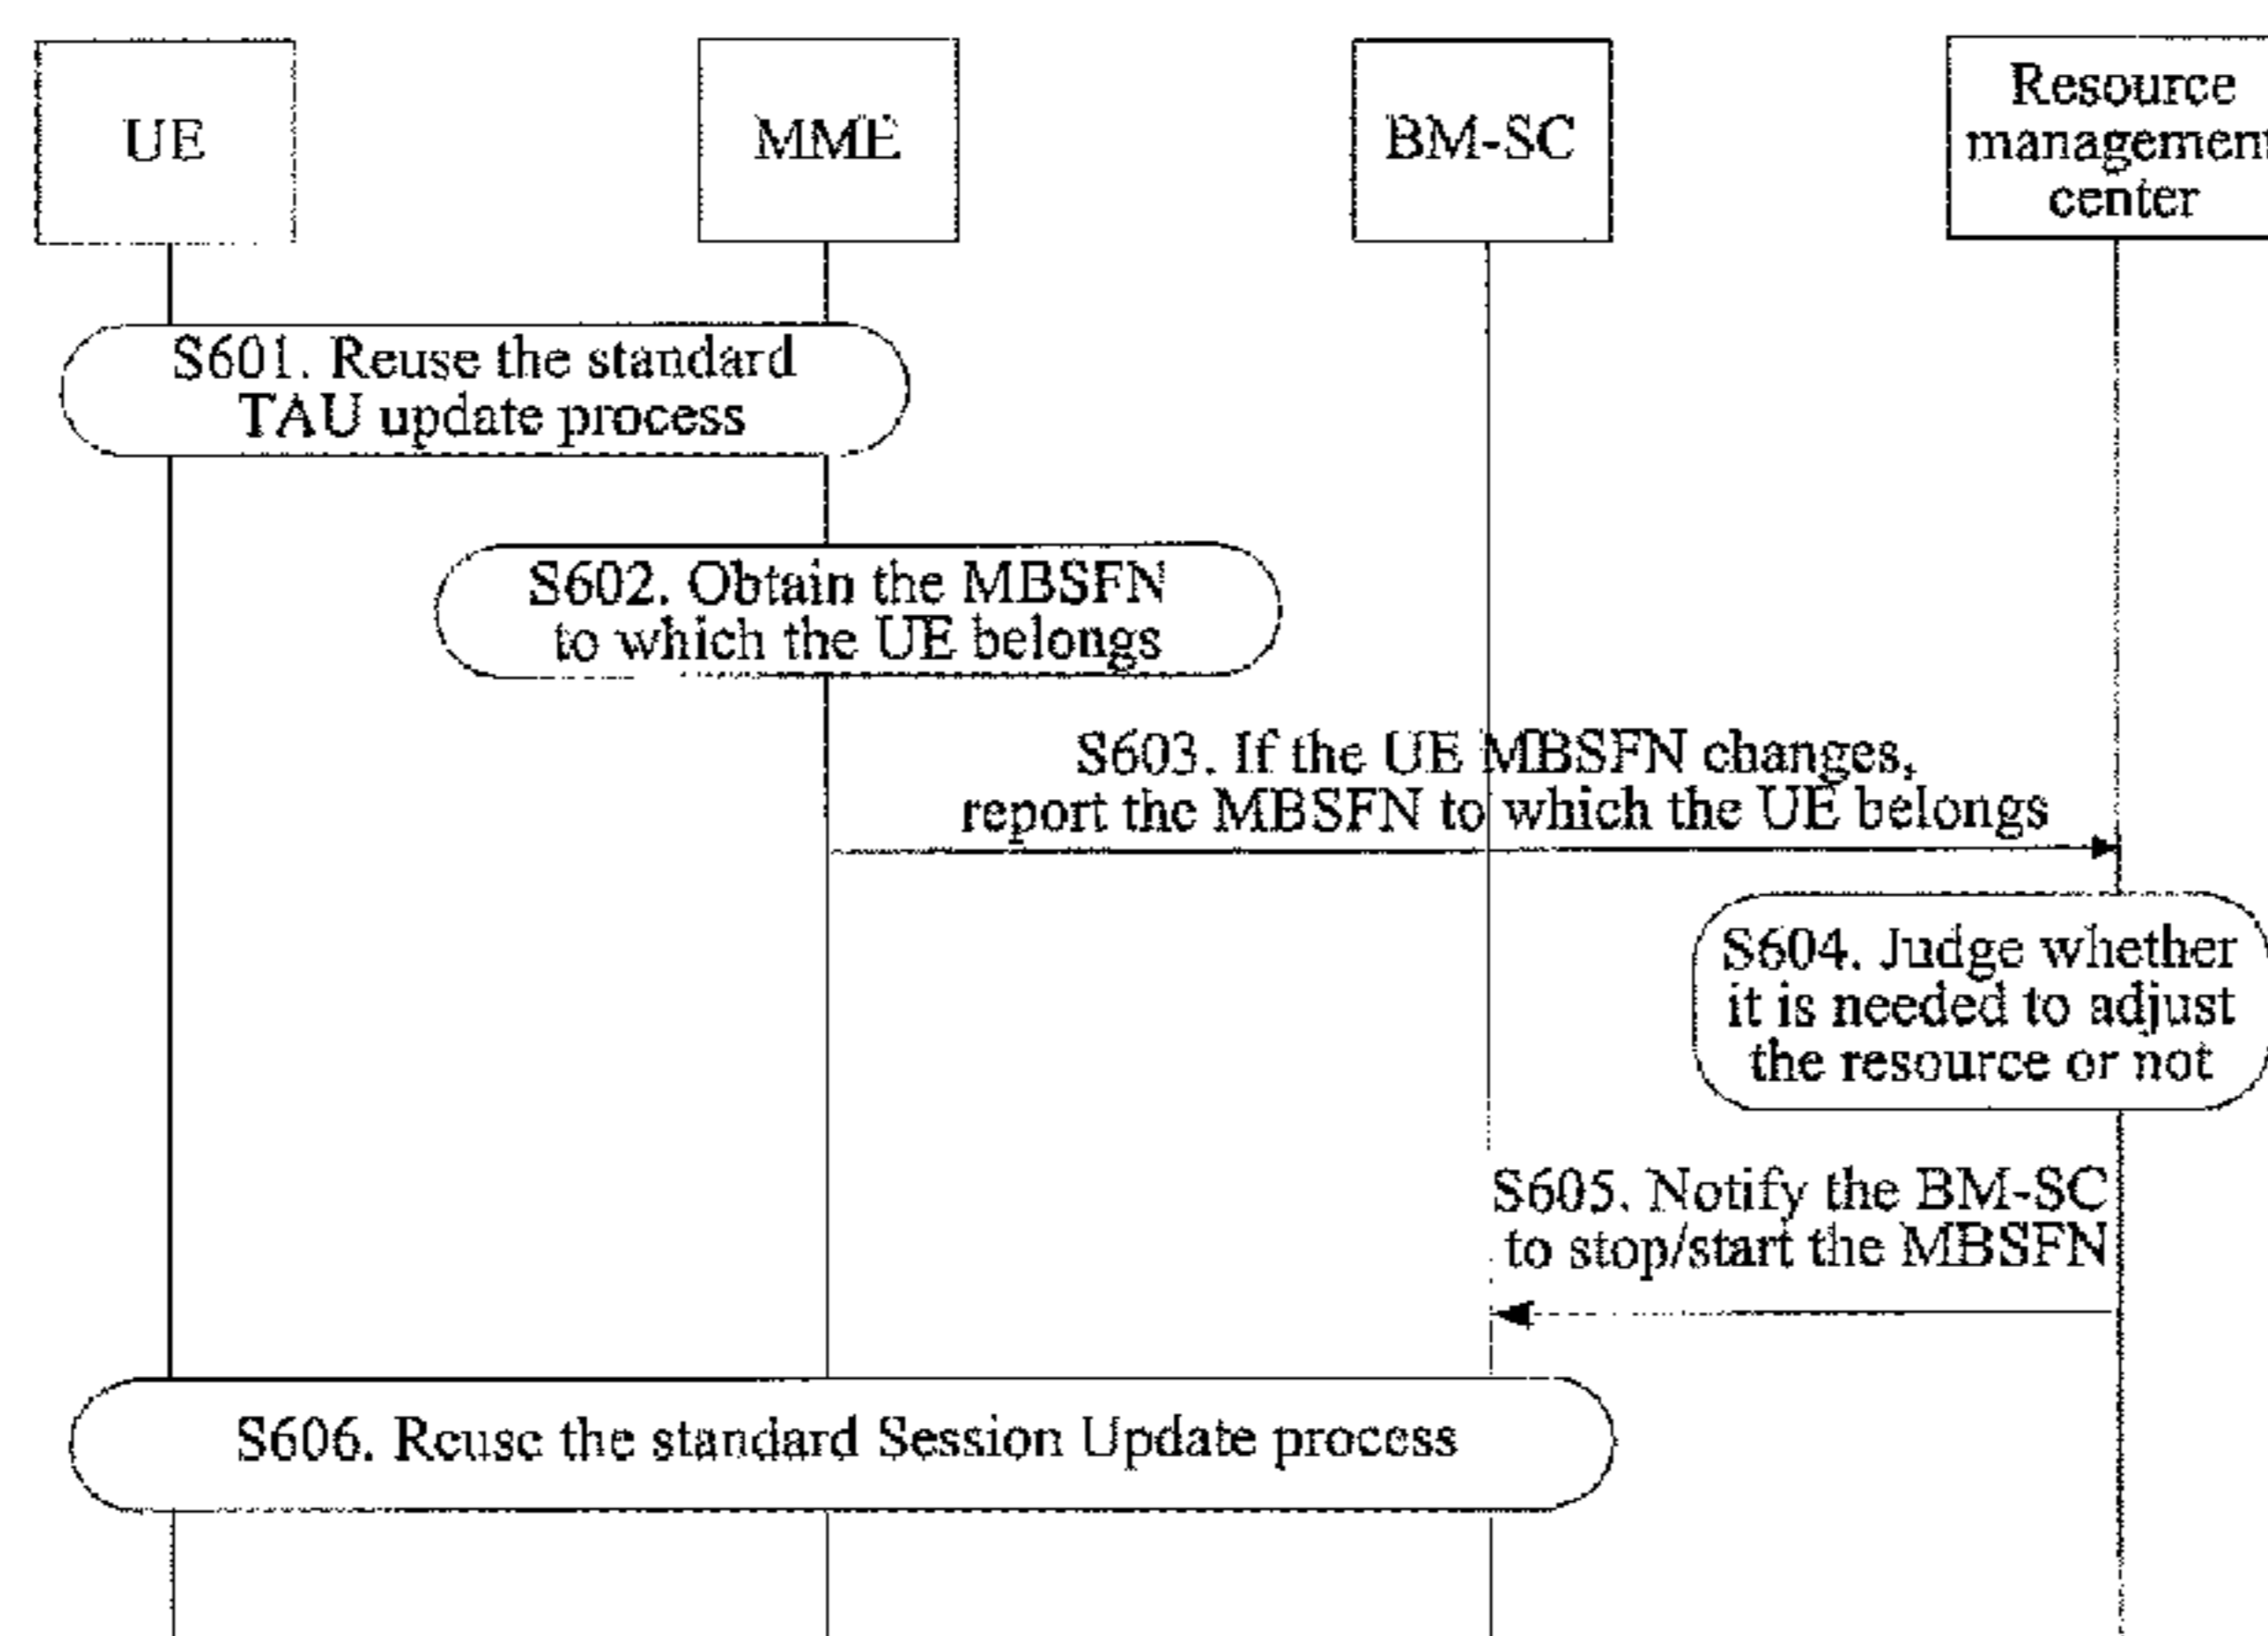 UE
MME
BM-SC
Resource
management
center
S601. Reuse the standard
TAU update process
S602. Obtain the MBSFN
to which the UE belongs
S603. If the UE MBSFN changes,
report the MBSFN to which the UE belongs
S604. Judge whether
it is needed to adjust
the resource or not
S605. Notify the BM-SC
to stop/start the MBSFN
S606. Reuse the standard Session Update process